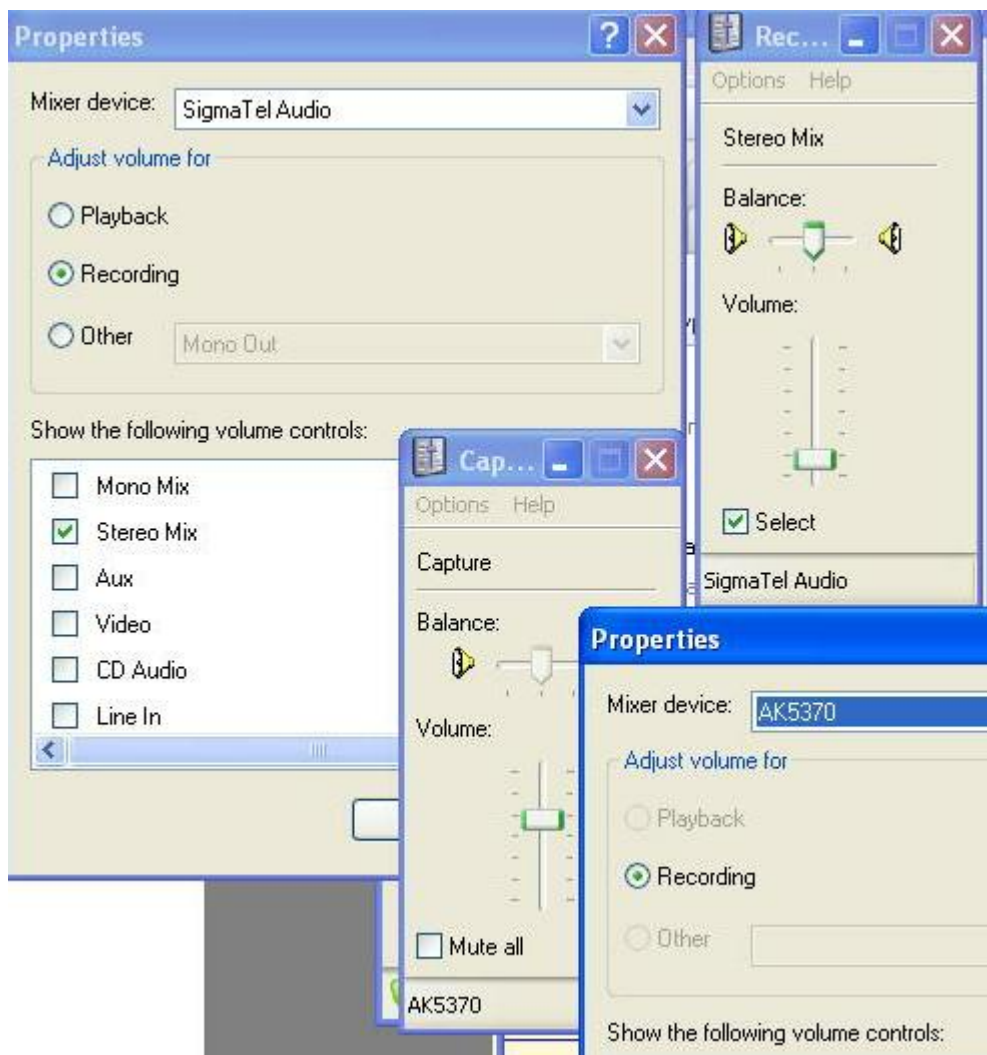 Properties
Mixer device:
SigmaTel Audio
Adjust volume for
Playback
Recording
Other
Mono Out
Show the following volume controls:
Mono Mix
Stereo Mix
Aux
Video
CD Audio
Line In
Rec...
Options Help
Stereo Mix
Balance:
Volume:
Select
SigmaTel Audio
Cap...
Options Help
Capture
Balance:
Volume:
Mute all
AK5370
Properties
Mixer device:
AK5370
Adjust volume for
Playback
Recording
Other
Show the following volume controls: